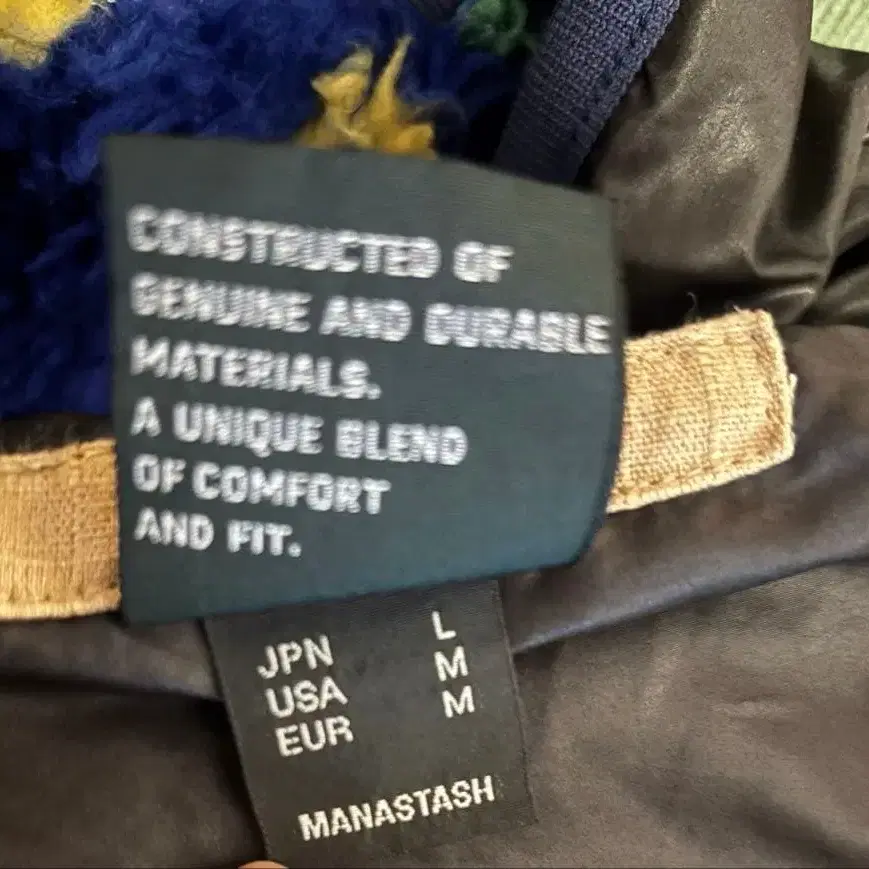 CONSTRUCTED OF
GENUINE AND DURABLE
MATERIALS.
A UNIQUE BLEND
OF COMFORT
AND FIT.
JPN L
USA M
EUR M
MANASTASH